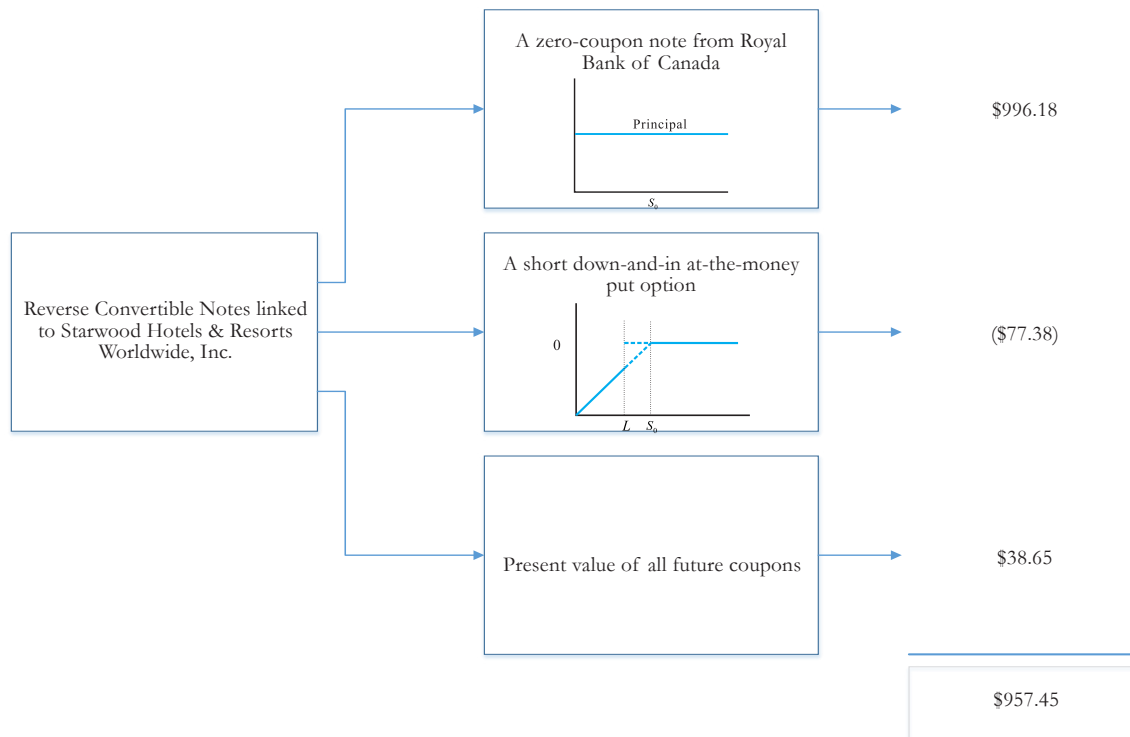 A zero-coupon note from Royal
Bank of Canada
Principal
S₀
$996.18
Reverse Convertible Notes linked
to Starwood Hotels & Resorts
Worldwide, Inc.
A short down-and-in at-the-money
put option
0
L S₀
($77.38)
Present value of all future coupons
$38.65
$957.45